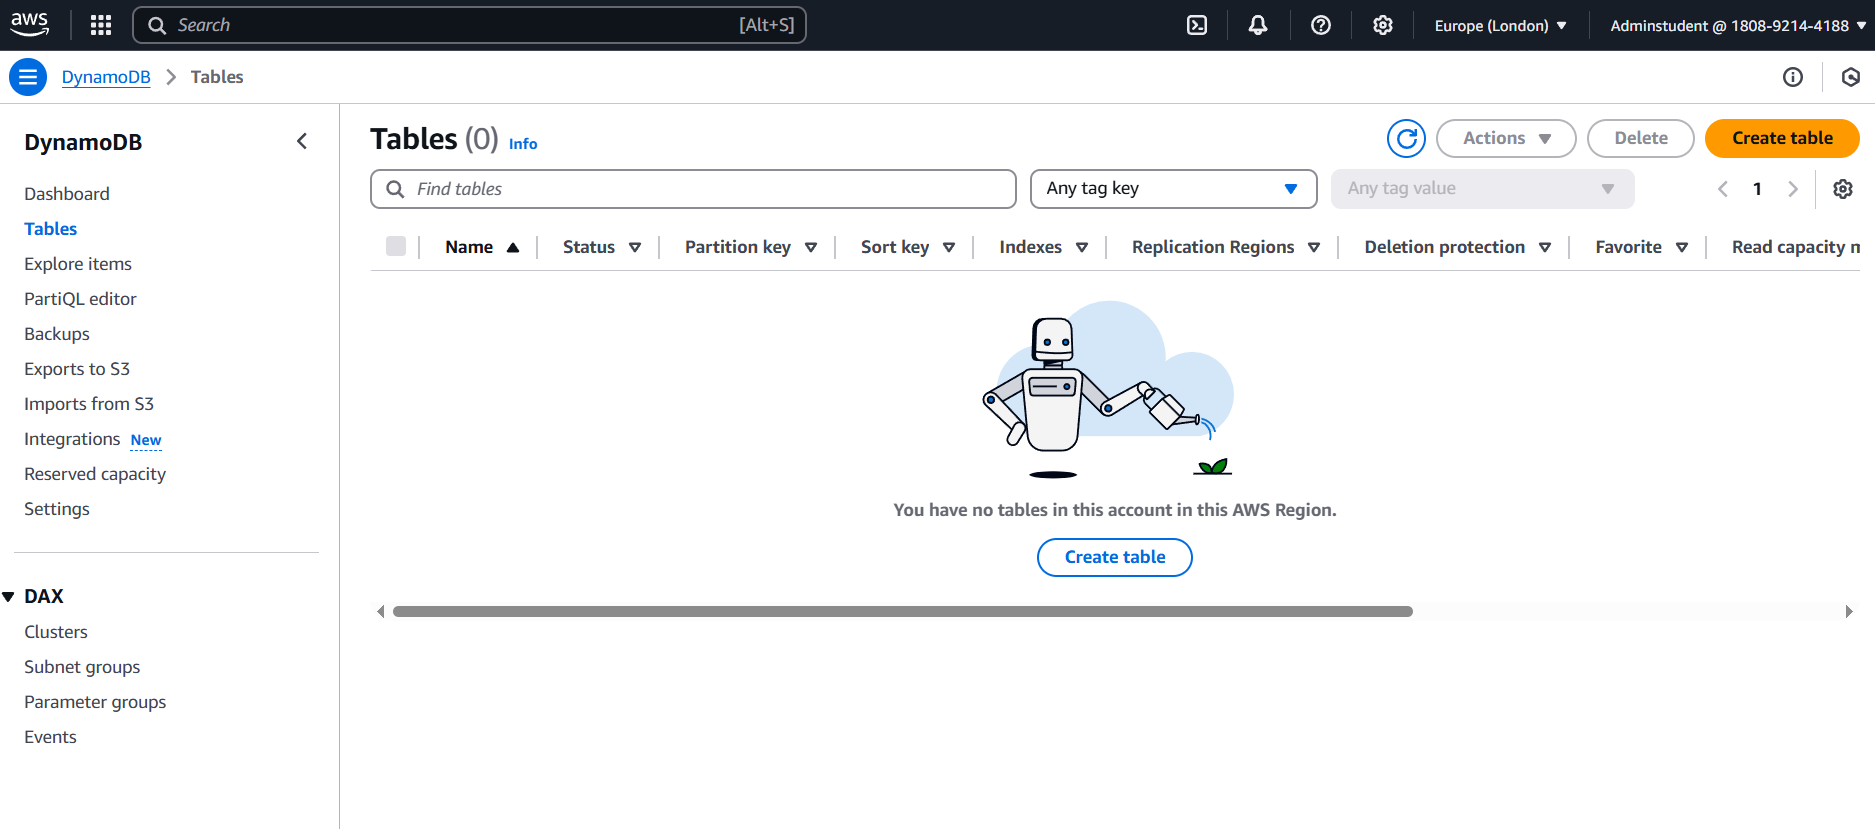 aws Search [Alt+S] Europe (London) Adminstudent @ 1808-9214-4188
DynamoDB Tables
DynamoDB
Dashboard
Tables
Explore items
PartiQL editor
Backups
Exports to S3
Imports from S3
Integrations New
Reserved capacity
Settings
DAX
Clusters
Subnet groups
Parameter groups
Events
Tables (0) Info
Actions Delete Create table
Find tables Any tag key Any tag value 1
Name Status Partition key Sort key Indexes Replication Regions Deletion protection Favorite Read capacity m
You have no tables in this account in this AWS Region.
Create table